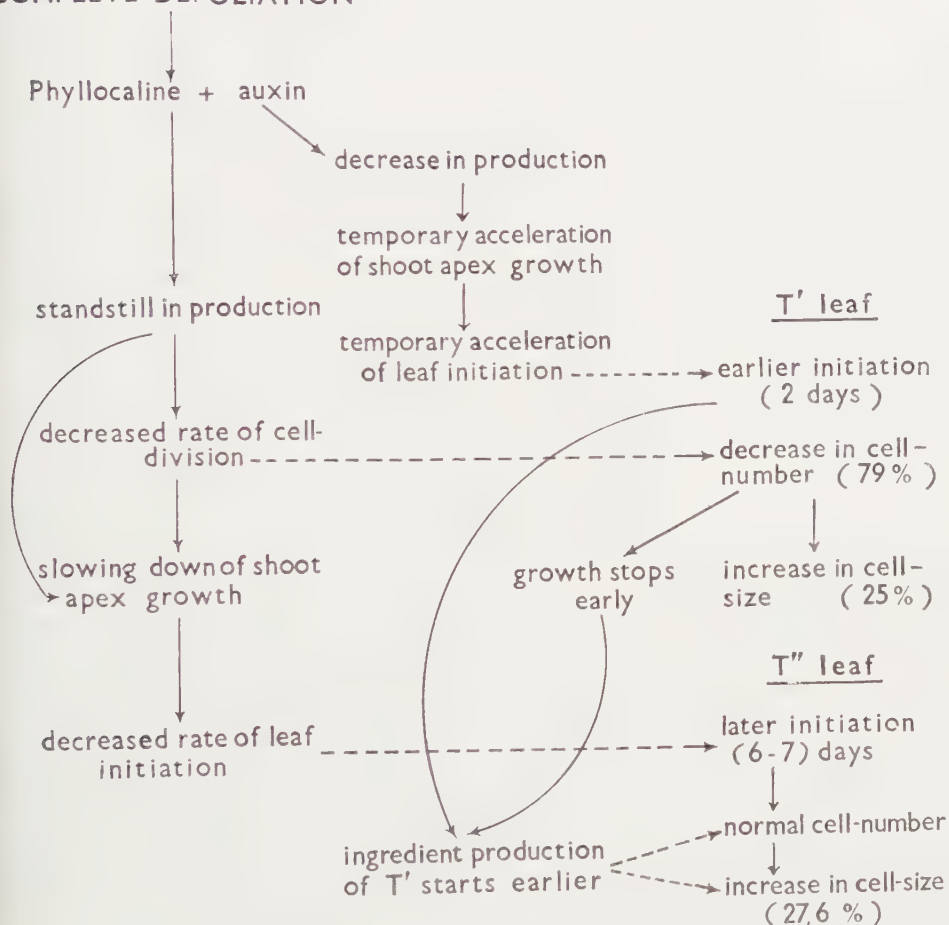 COMPLETE DEFOLIATION
Phyllocaline + auxin
decrease in production
temporary acceleration
of shoot apex growth
standstill in production
temporary acceleration
of leaf initiation
T' leaf
earlier initiation
( 2 days )
decreased rate of cell-
division
decrease in cell-
number ( 79 % )
slowing down of shoot
apex growth
growth stops
early
increase in cell-
size ( 25 % )
T" leaf
decreased rate of leaf
initiation
later initiation
(6-7) days
normal cell-number
ingredient production
of T' starts earlier
increase in cell-size
( 27,6 % )